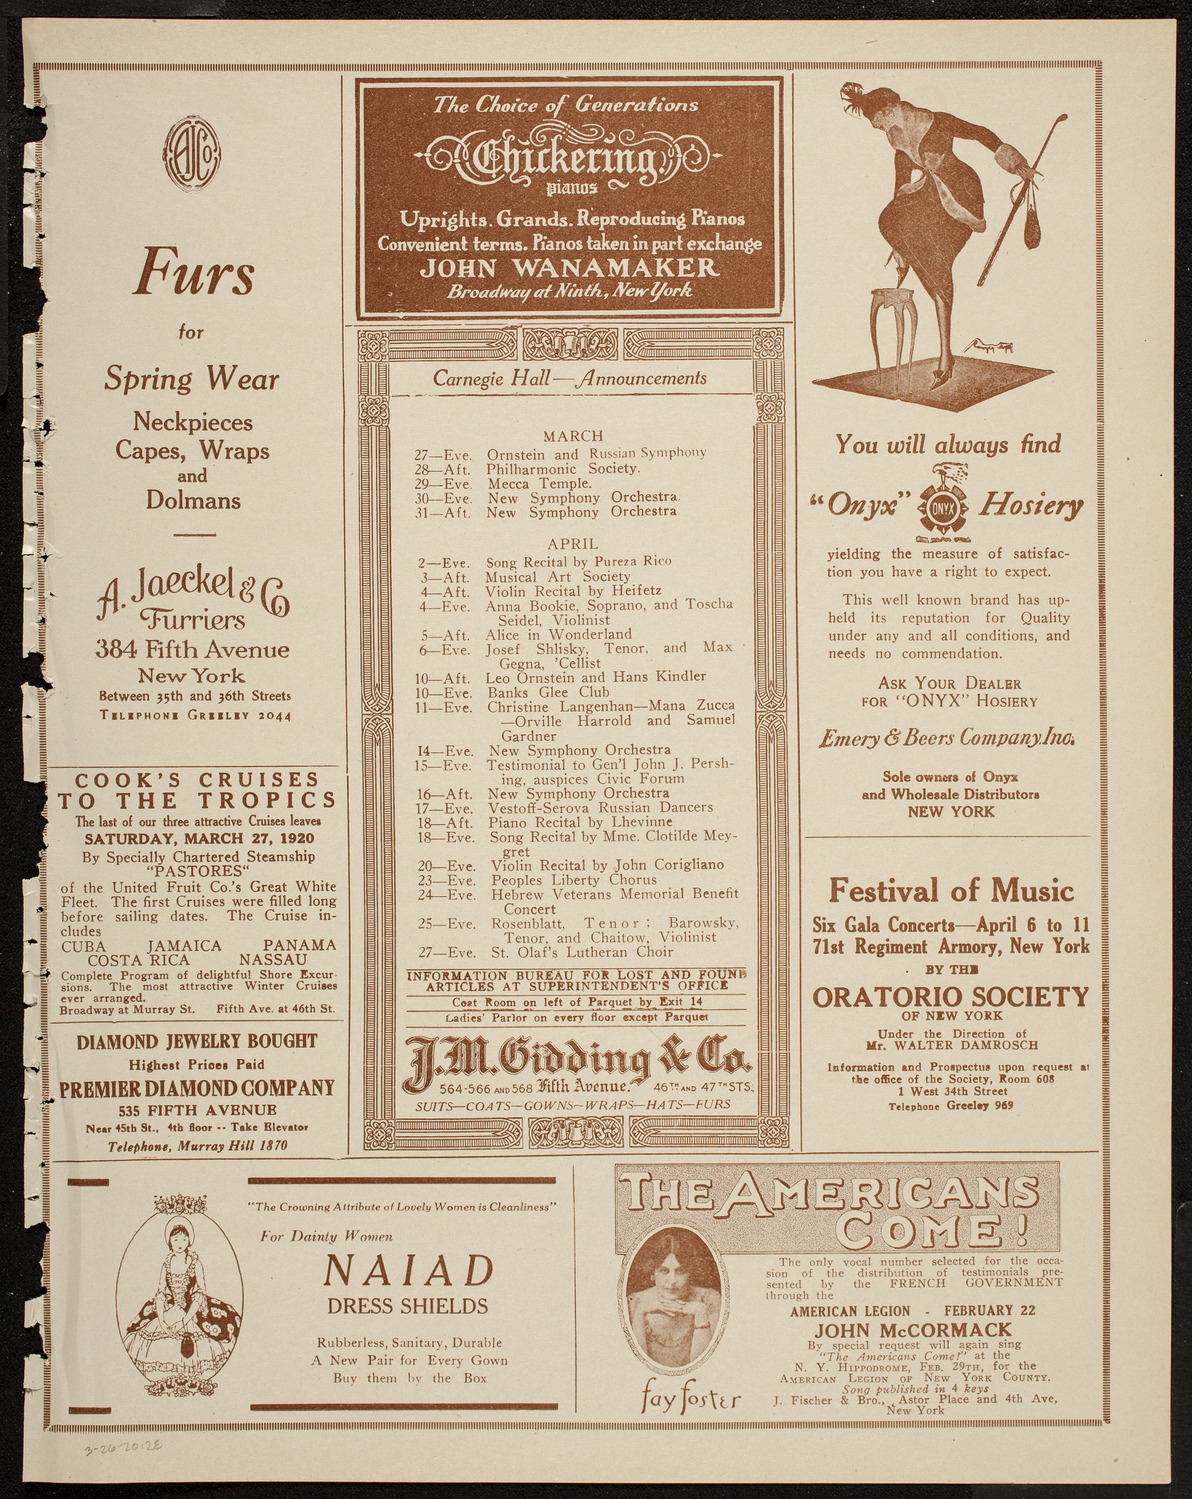 AJCo
Furs
for
Spring Wear
Neckpieces
Capes, Wraps
and
Dolmans
A. Jaeckel & Co
Furriers
384 Fifth Avenue
New York
Between 35th and 36th Streets
TELEPHONE GREELEY 2044
COOK'S CRUISES
TO THE TROPICS
The last of our three attractive Cruises leaves
SATURDAY, MARCH 27, 1920
By Specially Chartered Steamship
"PASTORES"
of the United Fruit Co.'s Great White
Fleet. The first Cruises were filled long
before sailing dates. The Cruise in-
cludes
CUBA JAMAICA PANAMA
COSTA RICA NASSAU
Complete Program of delightful Shore Excur-
sions. The most attractive Winter Cruises
ever arranged.
Broadway at Murray St. Fifth Ave. at 46th St.
DIAMOND JEWELRY BOUGHT
Highest Prices Paid
PREMIER DIAMOND COMPANY
535 FIFTH AVENUE
Near 45th St., 4th floor -- Take Elevator
Telephone, Murray Hill 1870
The Choice of Generations
Chickering
pianos
Uprights. Grands. Reproducing Pianos
Convenient terms. Pianos taken in part exchange
JOHN WANAMAKER
Broadway at Ninth, New York
Carnegie Hall—Announcements
MARCH
27—Eve. Ornstein and Russian Symphony
28—Aft. Philharmonic Society.
29—Eve. Mecca Temple.
30—Eve. New Symphony Orchestra.
31—Aft. New Symphony Orchestra
APRIL
2—Eve. Song Recital by Pureza Rico
3—Aft. Musical Art Society
4—Aft. Violin Recital by Heifetz
4—Eve. Anna Bookie, Soprano, and Toscha
Seidel, Violinist
5—Aft. Alice in Wonderland
6—Eve. Josef Shlisky, Tenor, and Max
Gegna, 'Cellist
10—Aft. Leo Ornstein and Hans Kindler
10—Eve. Banks Glee Club
11—Eve. Christine Langenhan—Mana Zucca
—Orville Harrold and Samuel
Gardner
14—Eve. New Symphony Orchestra
15—Eve. Testimonial to Gen'l John J. Persh-
ing, auspices Civic Forum
16—Aft. New Symphony Orchestra
17—Eve. Vestoff-Serova Russian Dancers
18—Aft. Piano Recital by Lhevinne
18—Eve. Song Recital by Mme. Clotilde Mey-
gret
20—Eve. Violin Recital by John Corigliano
23—Eve. Peoples Liberty Chorus
24—Eve. Hebrew Veterans Memorial Benefit
Concert
25—Eve. Rosenblatt, Tenor; Barowsky,
Tenor, and Chaitow, Violinist
27—Eve. St. Olaf's Lutheran Choir
INFORMATION BUREAU FOR LOST AND FOUND
ARTICLES AT SUPERINTENDENT'S OFFICE
Coat Room on left of Parquet by Exit 14
Ladies' Parlor on every floor except Parquet
J.M. Gidding & Co.
564-566 AND 568 Fifth Avenue. 46TH AND 47TH STS.
SUITS—COATS—GOWNS—WRAPS—HATS—FURS
You will always find
"Onyx" ONYX Hosiery
yielding the measure of satisfac-
tion you have a right to expect.
This well known brand has up-
held its reputation for Quality
under any and all conditions, and
needs no commendation.
ASK YOUR DEALER
FOR "ONYX" HOSIERY
Emery & Beers Company, Inc.
Sole owners of Onyx
and Wholesale Distributors
NEW YORK
Festival of Music
Six Gala Concerts—April 6 to 11
71st Regiment Armory, New York
BY THE
ORATORIO SOCIETY
OF NEW YORK
Under the Direction of
Mr. WALTER DAMROSCH
Information and Prospectus upon request at
the office of the Society, Room 608
1 West 34th Street
Telephone Greeley 969
"The Crowning Attribute of Lovely Women is Cleanliness"
For Dainty Women
NAIAD
DRESS SHIELDS
Rubberless, Sanitary, Durable
A New Pair for Every Gown
Buy them by the Box
THE AMERICANS
COME!
The only vocal number selected for the occa-
sion of the distribution of testimonials pre-
sented by the FRENCH GOVERNMENT
through the
AMERICAN LEGION - FEBRUARY 22
JOHN McCORMACK
By special request will again sing
"The Americans Come!" at the
N. Y. HIPPODROME, FEB. 29TH, for the
AMERICAN LEGION OF NEW YORK COUNTY.
Song published in 4 keys
J. Fischer & Bro., Astor Place and 4th Ave,
New York
fay foster
3-26-20:2E